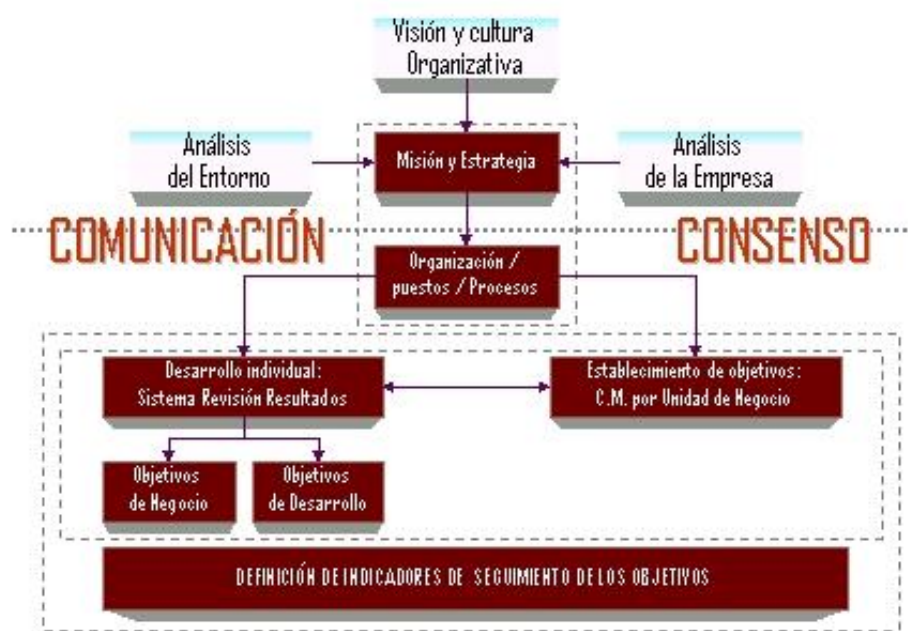 Visión y cultura
Organizativa
Análisis
del Entorno
Misión y Estrategia
Análisis
de la Empresa
COMUNICACIÓN
CONSENSO
Organización /
puestos / Procesos
Desarrollo individual:
Sistema Revisión Resultados
Establecimiento de objetivos:
C.M. por Unidad de Negocio
Objetivos
de Negocio
Objetivos
de Desarrollo
DEFINICIÓN DE INDICADORES DE SEGUIMIENTO DE LOS OBJETIVOS